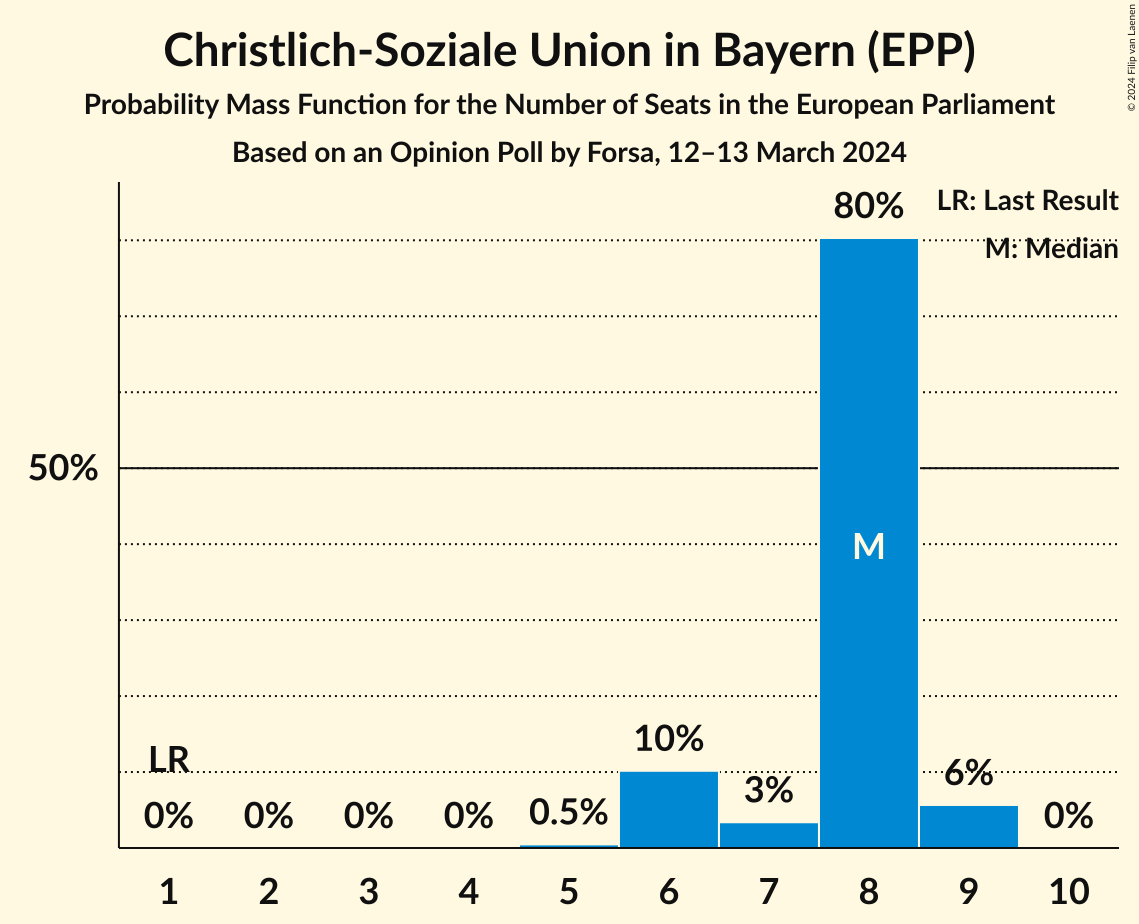 Christlich-Soziale Union in Bayern (EPP)
Probability Mass Function for the Number of Seats in the European Parliament
Based on an Opinion Poll by Forsa, 12–13 March 2024
© 2024 Filip van Laenen
LR: Last Result
M: Median
80%
50%
M
LR
10%
3%
6%
0%
0%
0%
0%
0.5%
0%
1 2 3 4 5 6 7 8 9 10